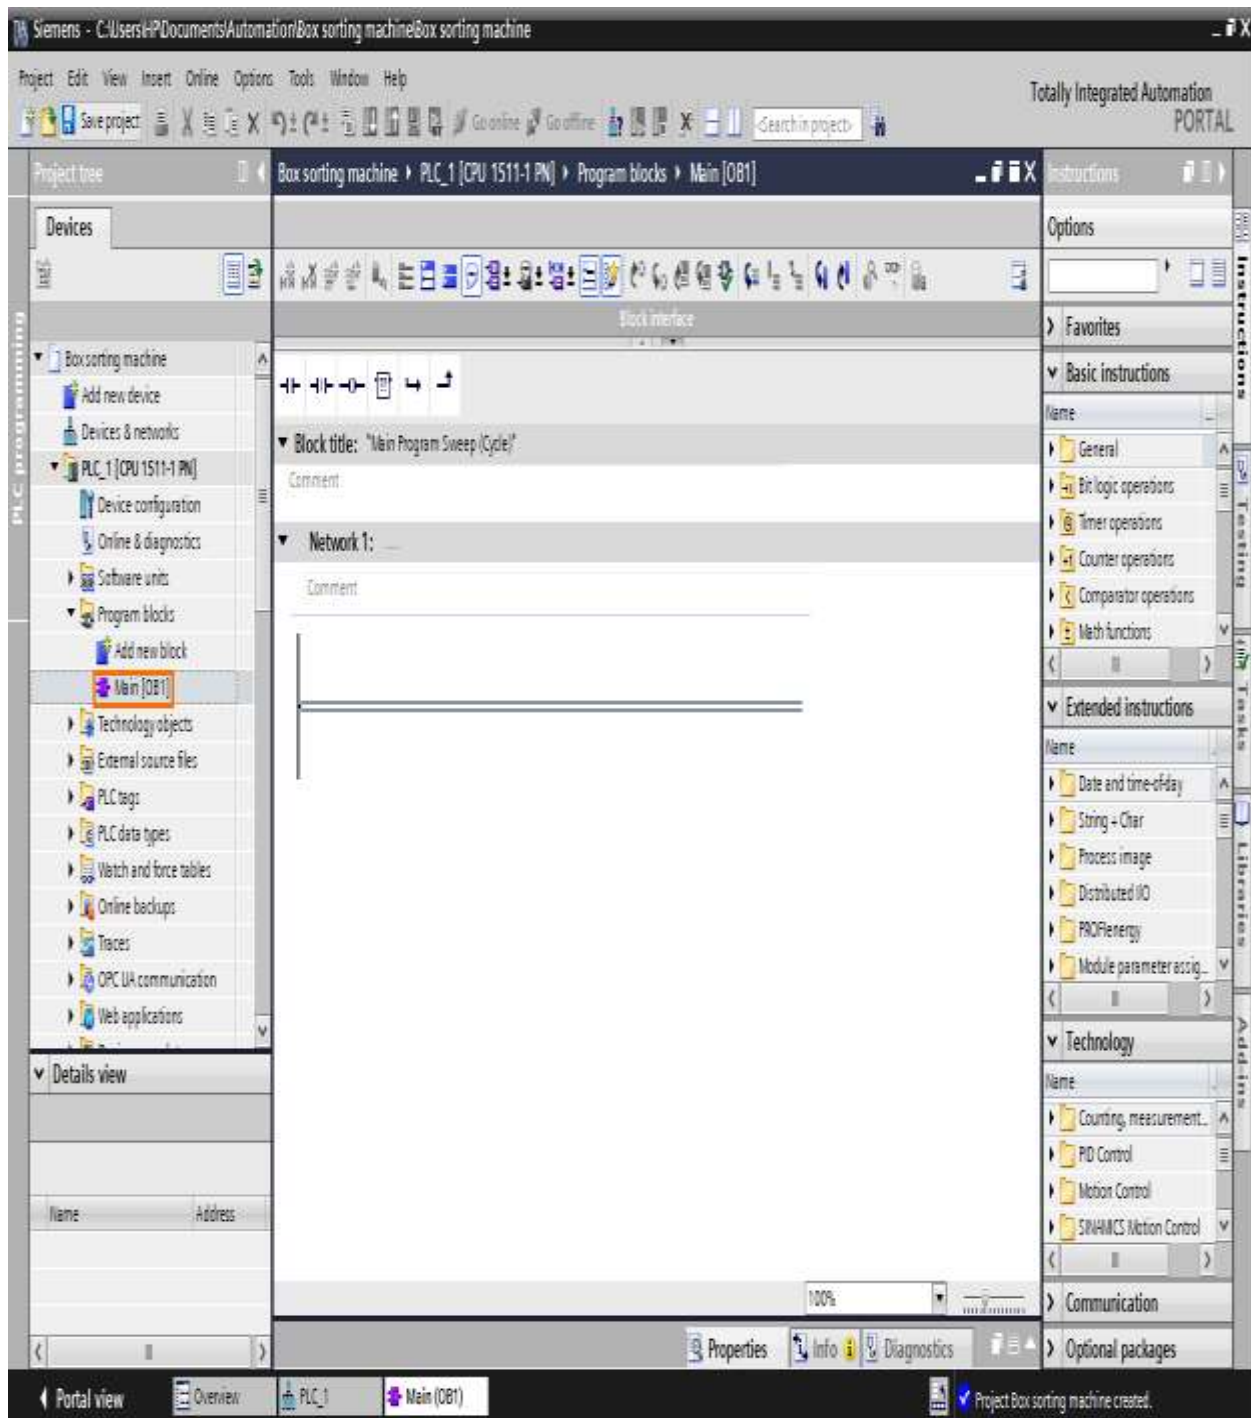 Siemens - C:\Users\HP\Documents\Automation\Box sorting machine\Box sorting machine
Project Edit View Insert Online Options Tools Window Help
Totally Integrated Automation
PORTAL
Save project
Go online
Go offline
<Search in project>
Project tree
Box sorting machine ▸ PLC_1 [CPU 1511-1 PN] ▸ Program blocks ▸ Main [OB1]
Instructions
Devices
Options
Block interface
PLC programming
Box sorting machine
Add new device
Devices & networks
PLC_1 [CPU 1511-1 PN]
Device configuration
Online & diagnostics
Software units
Program blocks
Add new block
Main [OB1]
Technology objects
External source files
PLC tags
PLC data types
Watch and force tables
Online backups
Traces
OPC UA communication
Web applications
Details view
Name Address
Block title: "Main Program Sweep (Cycle)"
Comment
Network 1: ....
Comment
100%
Properties
Info
Diagnostics
Favorites
Basic instructions
Name ...
General
Bit logic operations
Timer operations
Counter operations
Comparator operations
Math functions
Extended instructions
Name
Date and time-of-day
String + Char
Process image
Distributed I/O
PROFIenergy
Module parameter assig...
Technology
Name
Counting, measurement...
PID Control
Motion Control
SINAMICS Motion Control
Communication
Optional packages
Instructions
Testing
Tasks
Libraries
Add-ins
Portal view
Overview
PLC_1
Main (OB1)
Project Box sorting machine created.